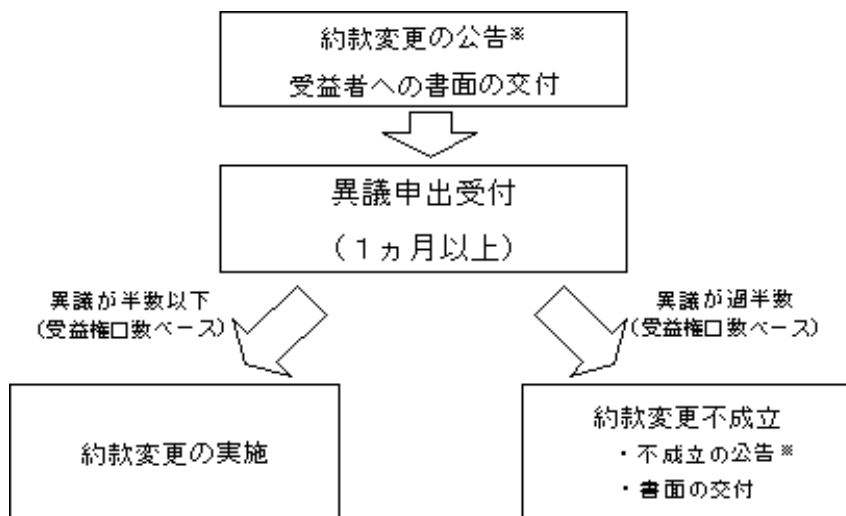 約款変更の公告※
受益者への書面の交付
異議申出受付
（１ヵ月以上）
異議が半数以下
（受益権口数ベース）
異議が過半数
（受益権口数ベース）
約款変更の実施
約款変更不成立
・不成立の公告※
・書面の交付